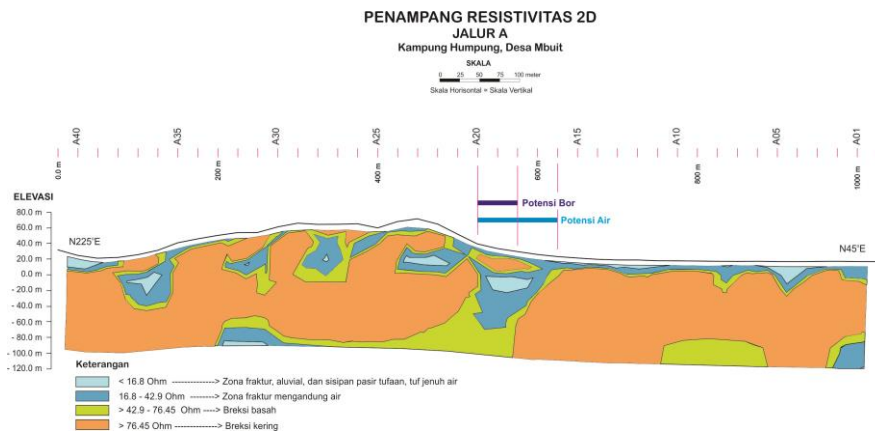 PENAMPANG RESISTIVITAS 2D
JALUR A
Kampung Humpung, Desa Mbuit
SKALA
0 25 50 75 100 meter
Skala Horisontal = Skala Vertikal
A40 A35 A30 A25 A20 A15 A10 A05 A01
0.0 m 200 m 400 m 600 m 800 m 1000 m
ELEVASI
Potensi Bor
Potensi Air
80.0 m
60.0 m
40.0 m
20.0 m
0.0 m
-20.0 m
-40.0 m
-60.0 m
-80.0 m
- 100.0 m
- 120.0 m
N225°E
N45°E
Keterangan
< 16.8 Ohm --------------> Zona fraktur, aluvial, dan sisipan pasir tufaan, tuf jenuh air
16.8 - 42.9 Ohm ---------> Zona fraktur mengandung air
> 42.9 - 76.45 Ohm ----> Breksi basah
> 76.45 Ohm --------------> Breksi kering